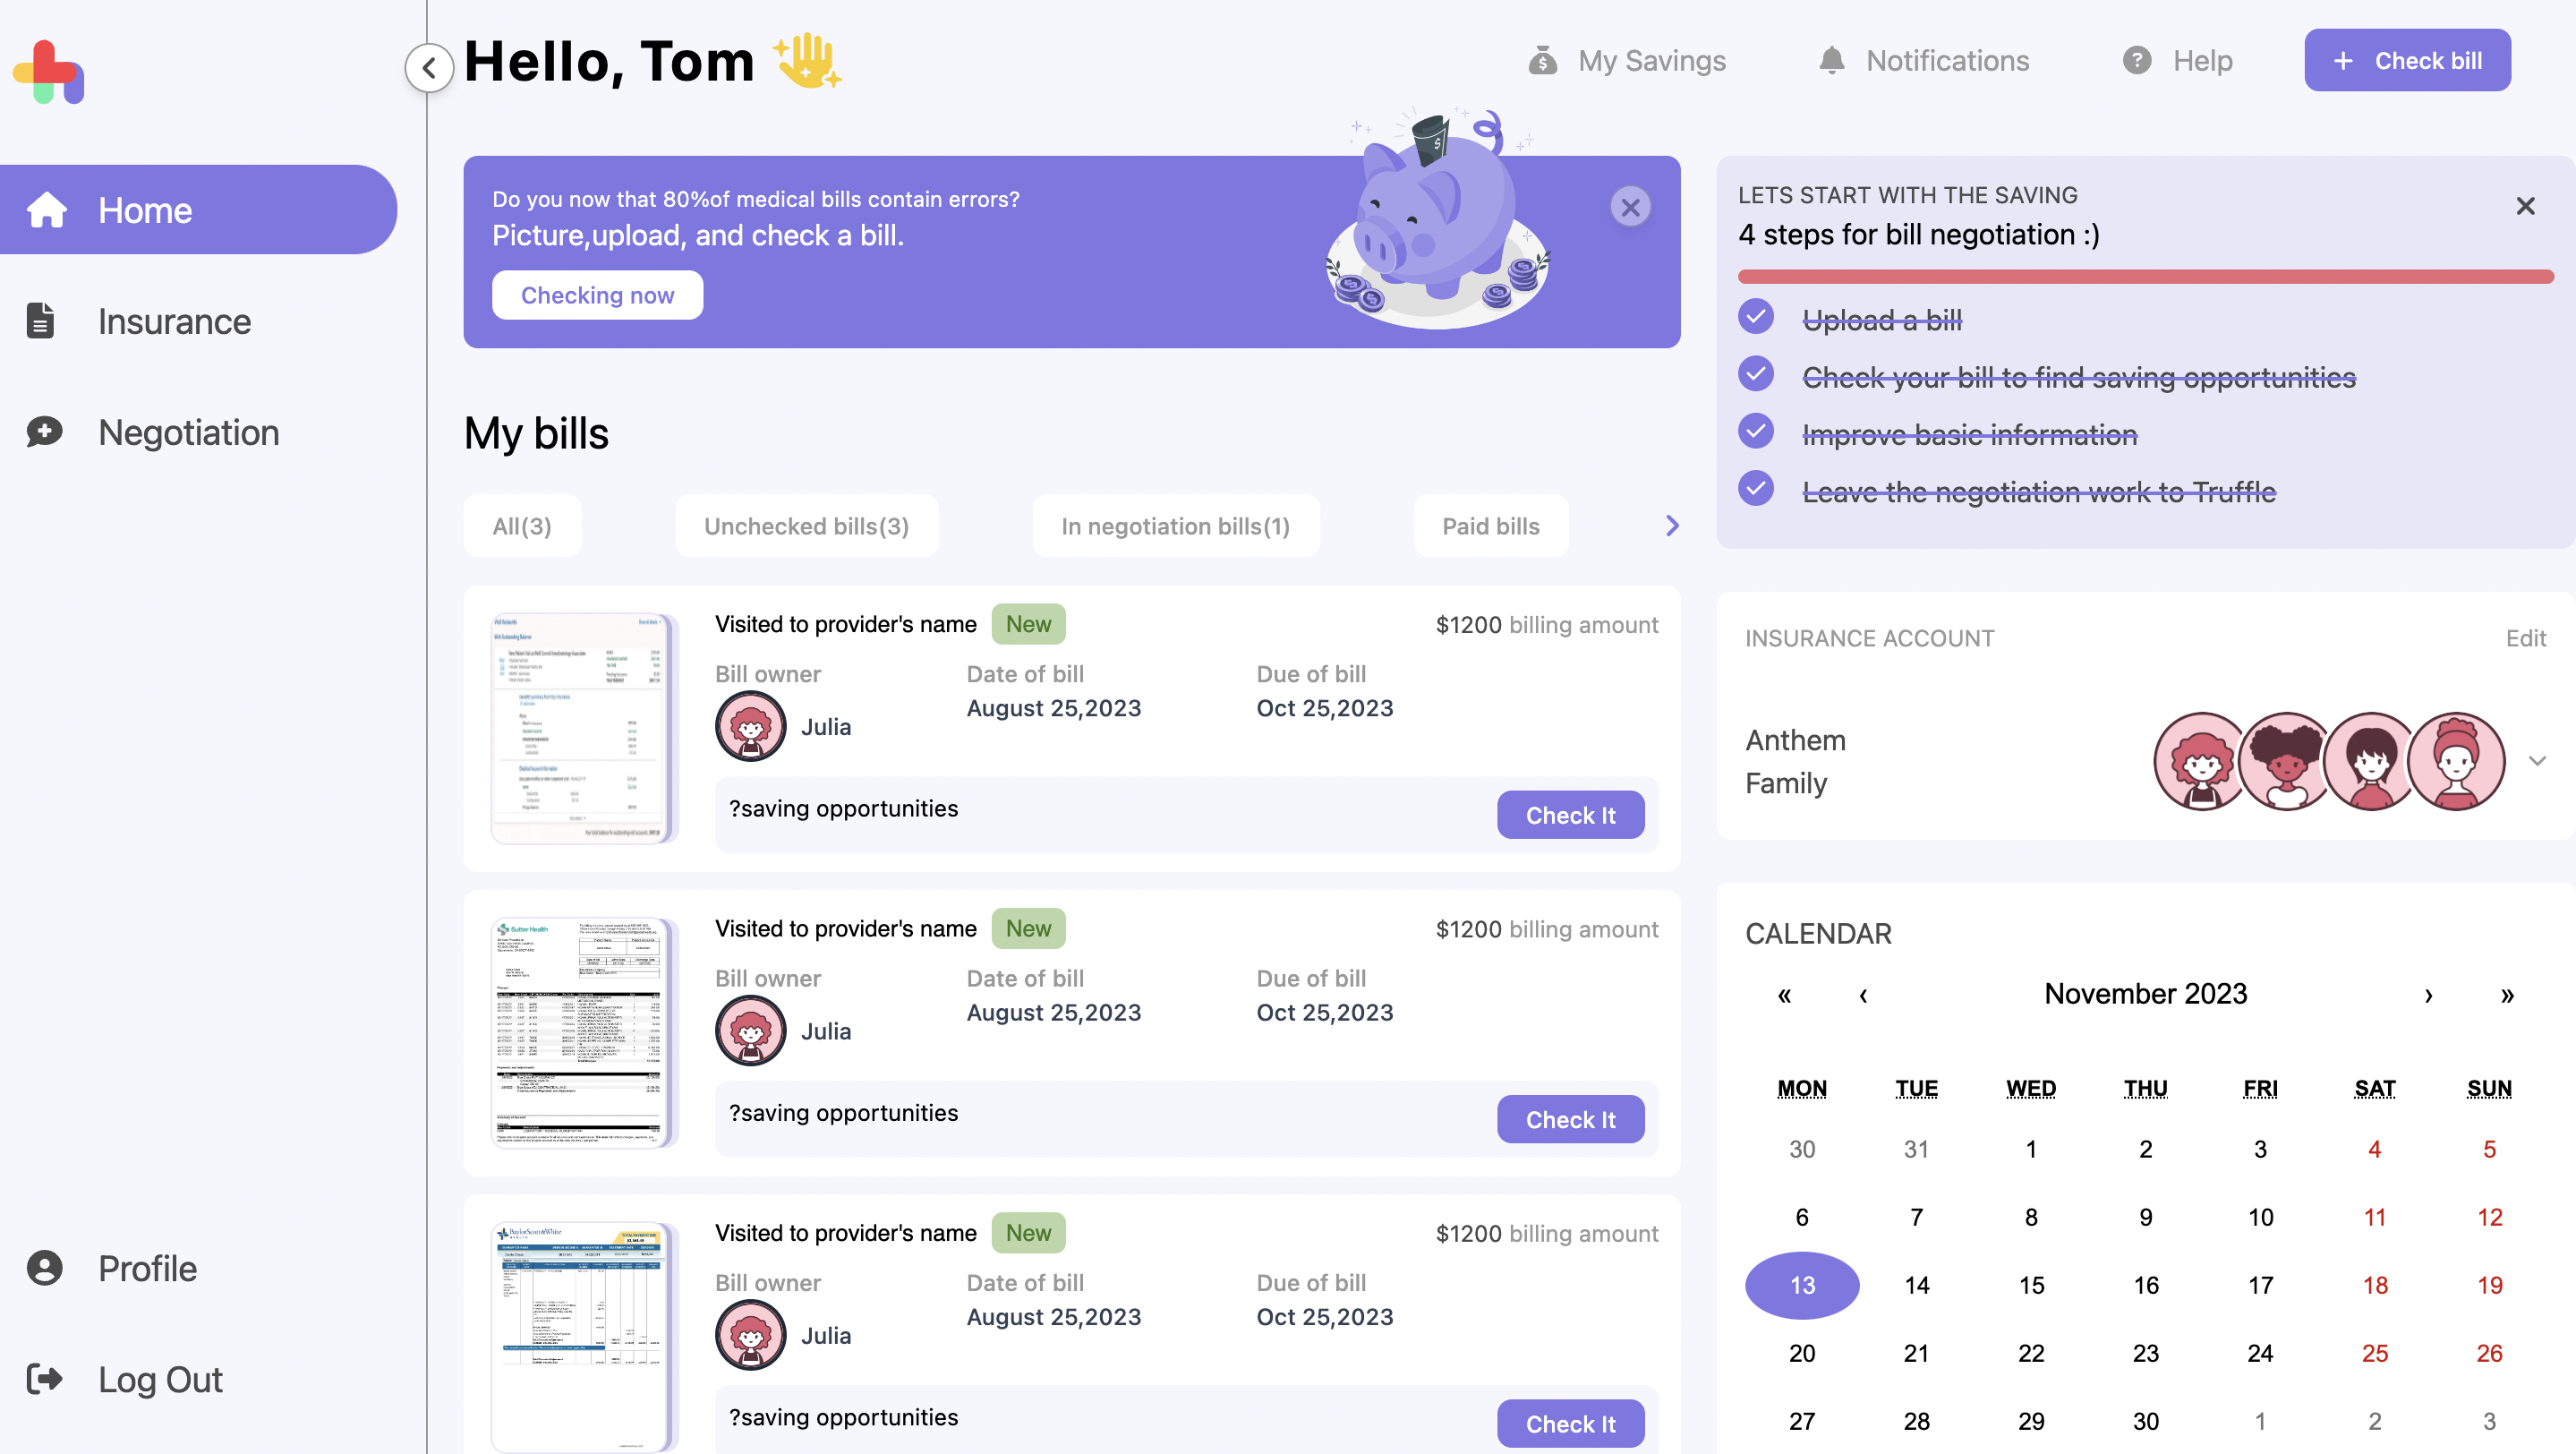 Hello, Tom
My Savings
Notifications
Help
+ Check bill
Home
Insurance
Negotiation
Profile
Log Out
Do you now that 80%of medical bills contain errors?
Picture,upload, and check a bill.
Checking now
My bills
All(3)
Unchecked bills(3)
In negotiation bills(1)
Paid bills
Visited to provider's name New $1200 billing amount
Bill owner Date of bill Due of bill
Julia August 25,2023 Oct 25,2023
?saving opportunities Check It
Sutter Health
Visited to provider's name New $1200 billing amount
Bill owner Date of bill Due of bill
Julia August 25,2023 Oct 25,2023
?saving opportunities Check It
BaylorScott&White
HEALTH
Visited to provider's name New $1200 billing amount
Bill owner Date of bill Due of bill
Julia August 25,2023 Oct 25,2023
?saving opportunities Check It
LETS START WITH THE SAVING
4 steps for bill negotiation :)
Upload a bill
Check your bill to find saving opportunities
Improve basic information
Leave the negotiation work to Truffle
INSURANCE ACCOUNT Edit
Anthem
Family
CALENDAR
« ‹ November 2023 › »
MON TUE WED THU FRI SAT SUN
30 31 1 2 3 4 5
6 7 8 9 10 11 12
13 14 15 16 17 18 19
20 21 22 23 24 25 26
27 28 29 30 1 2 3